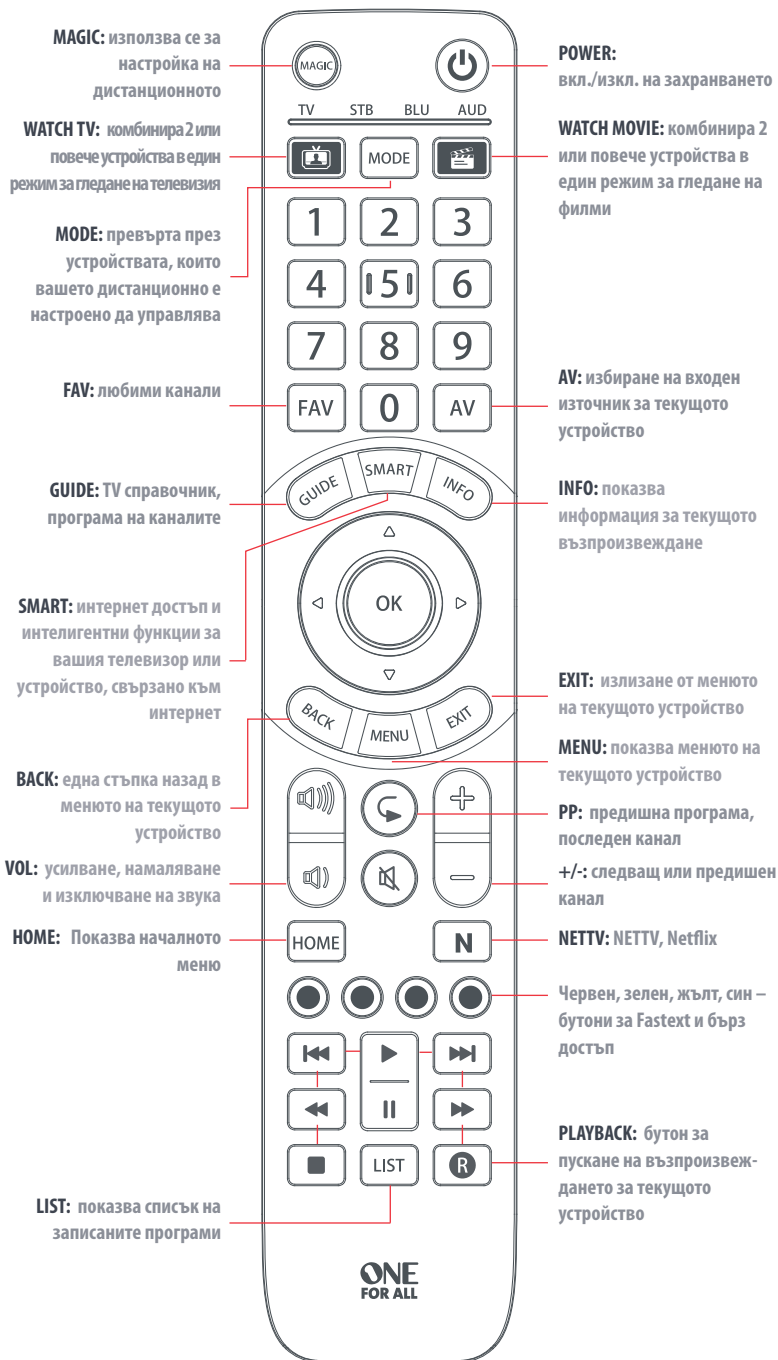 MAGIC: използва се за
настройка на
дистанционното
WATCH TV: комбинира 2 или
повече устройства в един
режим за гледане на телевизия
MODE: превърта през
устройствата, които
вашето дистанционно е
настроено да управлява
FAV: любими канали
GUIDE: TV справочник,
програма на каналите
SMART: интернет достъп и
интелигентни функции за
вашия телевизор или
устройство, свързано към
интернет
BACK: една стъпка назад в
менюто на текущото
устройство
VOL: усилване, намаляване
и изключване на звука
HOME: Показва началното
меню
LIST: показва списък на
записаните програми
MAGIC
TV STB BLU AUD
MODE
1 2 3
4 5 6
7 8 9
FAV 0 AV
GUIDE SMART INFO
OK
BACK MENU EXIT
HOME N
LIST R
ONE
FOR ALL
POWER:
вкл./изкл. на захранването
WATCH MOVIE: комбинира 2
или повече устройства в
един режим за гледане на
филми
AV: избиране на входен
източник за текущото
устройство
INFO: показва
информация за текущото
възпроизвеждане
EXIT: излизане от менюто
на текущото устройство
MENU: показва менюто на
текущото устройство
PP: предишна програма,
последен канал
+/-: следващ или предишен
канал
NETTV: NETTV, Netflix
Червен, зелен, жълт, син –
бутони за Fastext и бърз
достъп
PLAYBACK: бутон за
пускане на възпроизвеж-
дането за текущото
устройство